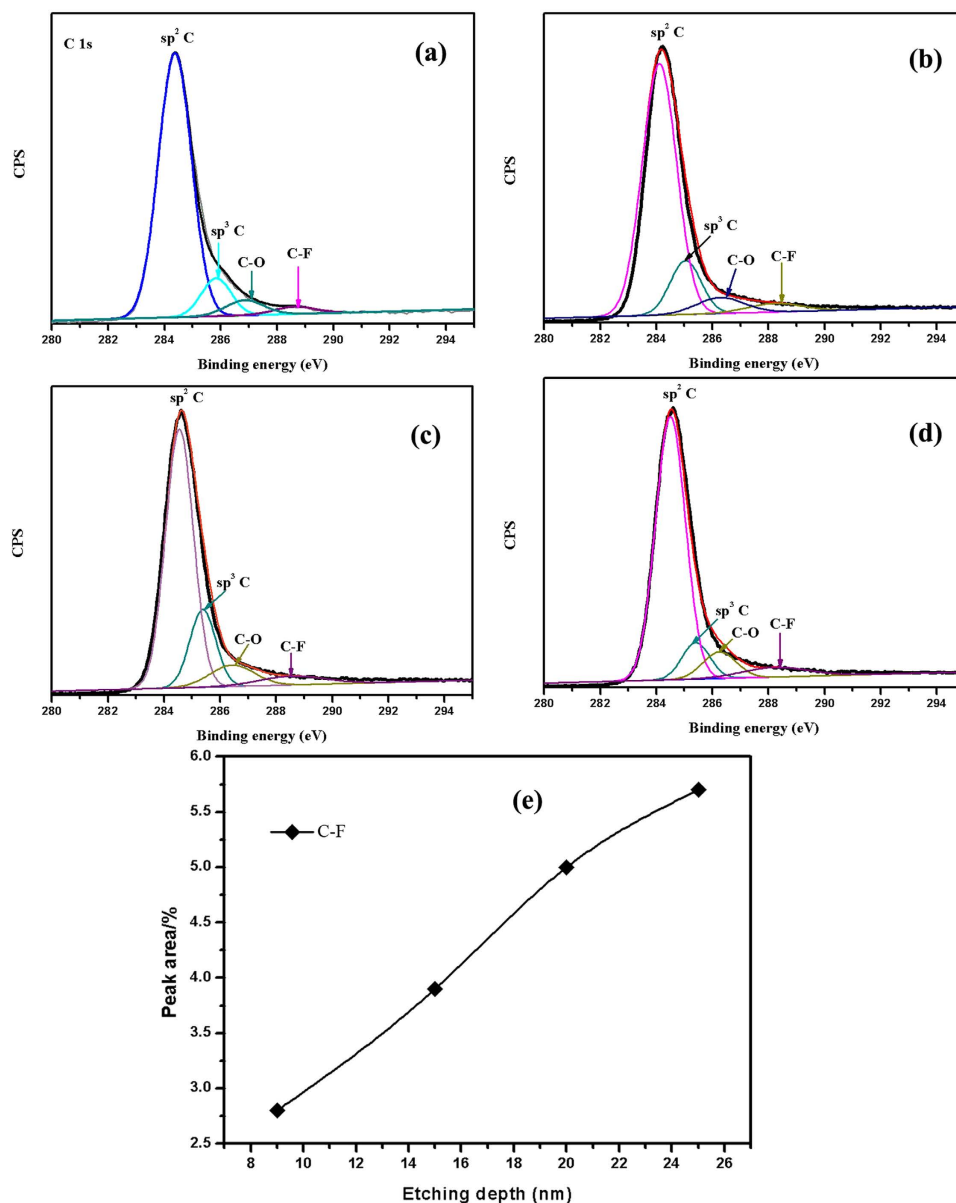 C 1s
sp² C
(a)
sp³ C
C-O
C-F
CPS
280 282 284 286 288 290 292 294
Binding energy (eV)
sp² C
(b)
sp³ C
C-O
C-F
CPS
280 282 284 286 288 290 292 294
Binding energy (eV)
sp² C
(c)
sp³ C
C-O
C-F
CPS
280 282 284 286 288 290 292 294
Binding energy (eV)
sp² C
(d)
sp³ C
C-O
C-F
CPS
280 282 284 286 288 290 292 294
Binding energy (eV)
(e)
C-F
Peak area/%
6.0
5.5
5.0
4.5
4.0
3.5
3.0
2.5
8 10 12 14 16 18 20 22 24 26
Etching depth (nm)